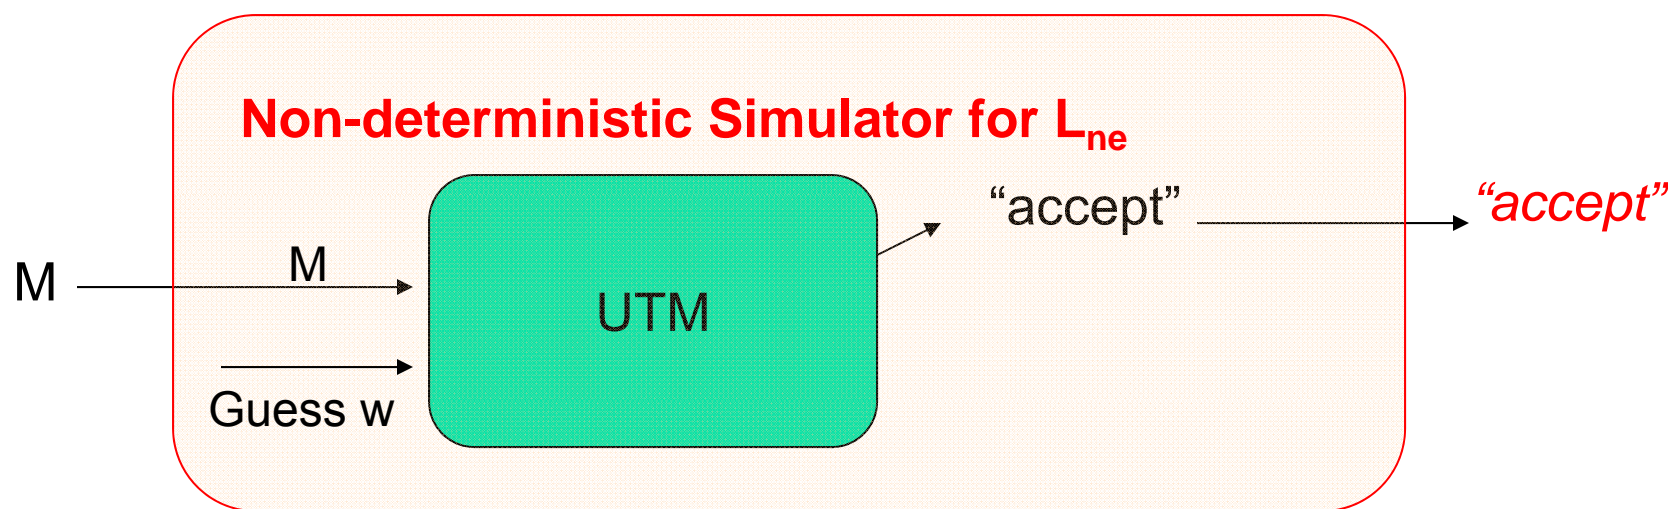 Non-deterministic Simulator for Lne
“accept” “accept”
M M
UTM
Guess w